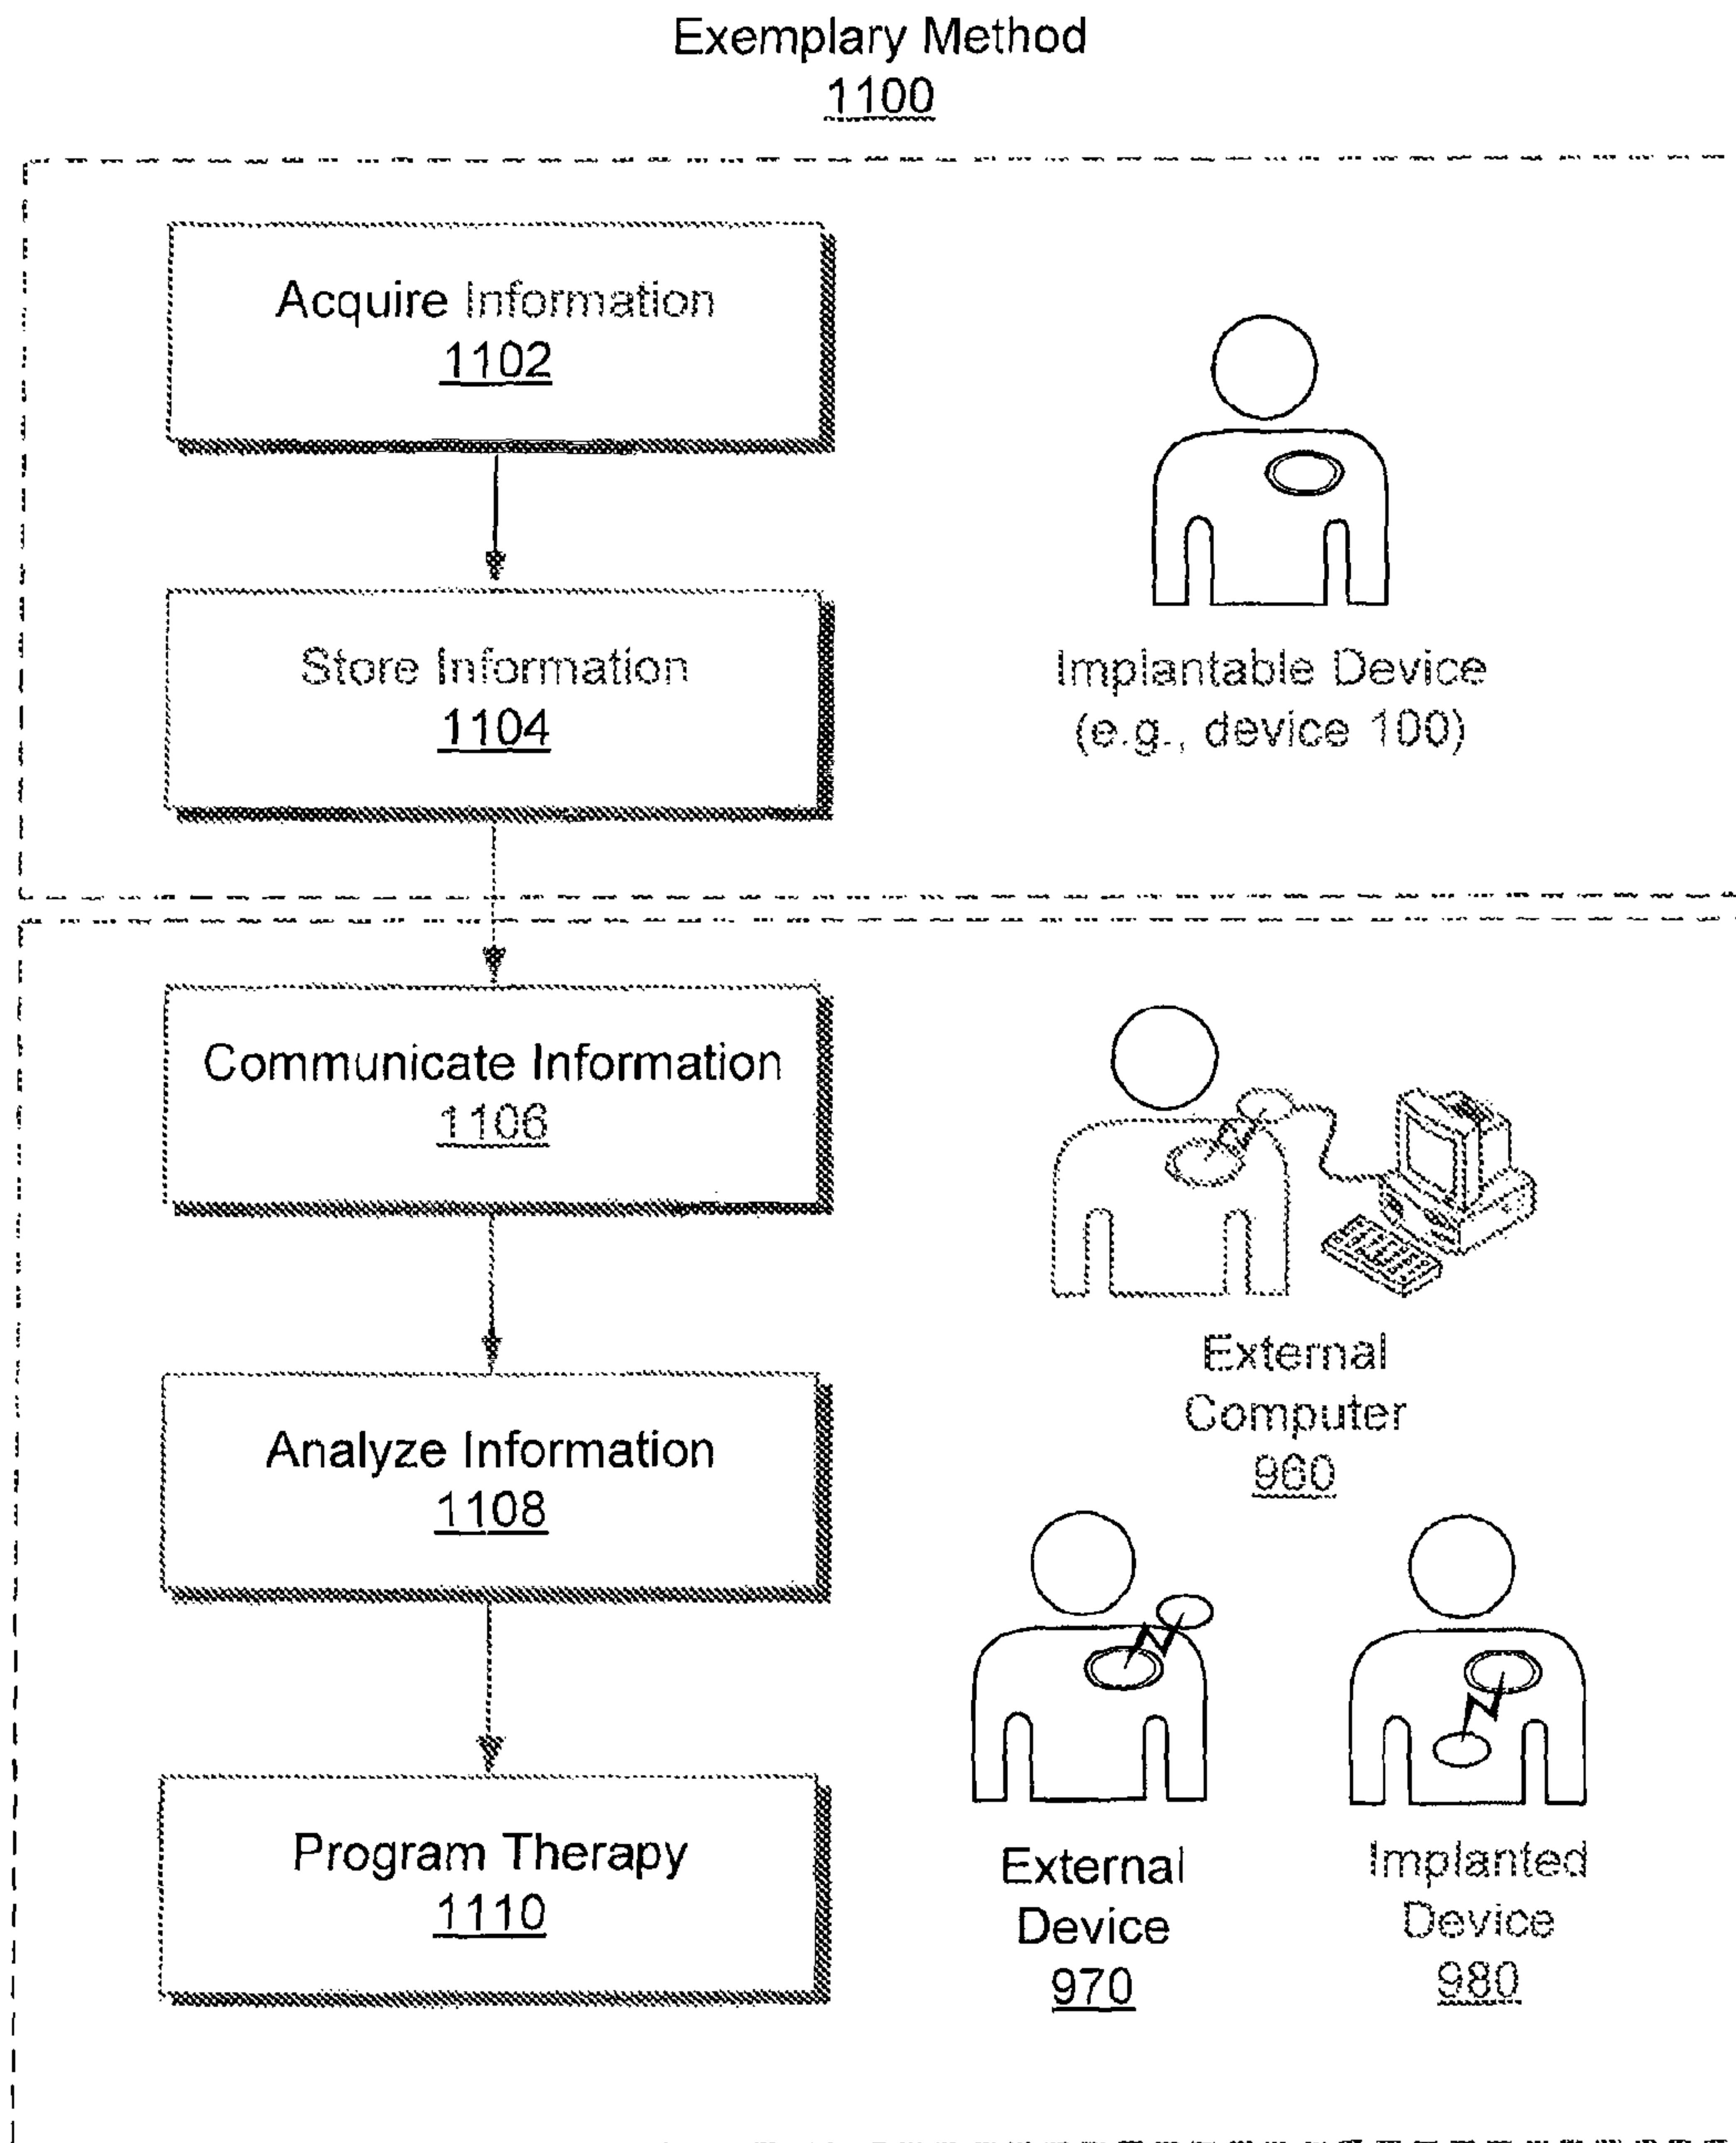 Exemplary Method
1100
Acquire Information
1102
Store Information
1104
Implantable Device
(e.g., device 100)
Communicate Information
1106
External
Computer
960
Analyze Information
1108
Program Therapy
1110
External
Device
970
Implanted
Device
980